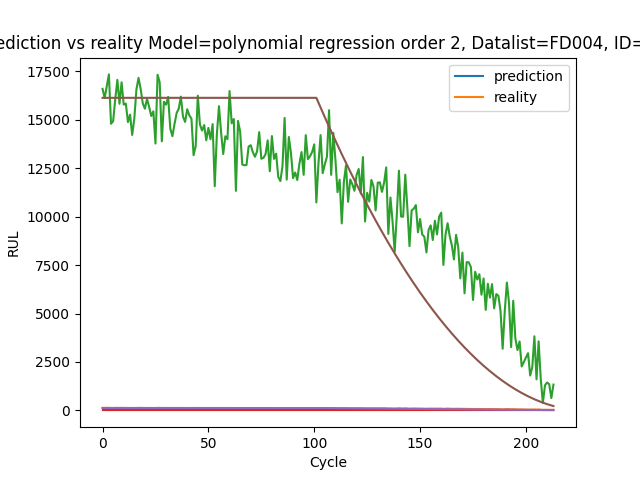 ediction vs reality Model=polynomial regression order 2, Datalist=FD004, ID=
prediction
reality
RUL
17500
15000
12500
10000
7500
5000
2500
0
0 50 100 150 200
Cycle